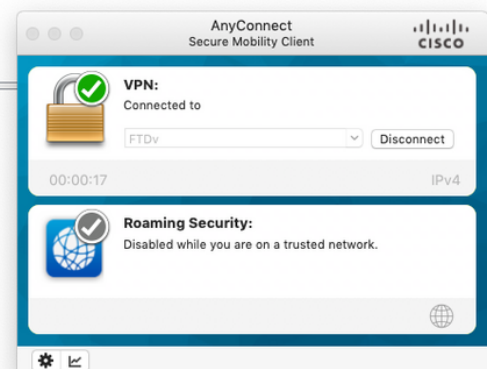 AnyConnect
Secure Mobility Client
CISCO
VPN:
Connected to
FTDv
Disconnect
00:00:17
IPv4
Roaming Security:
Disabled while you are on a trusted network.